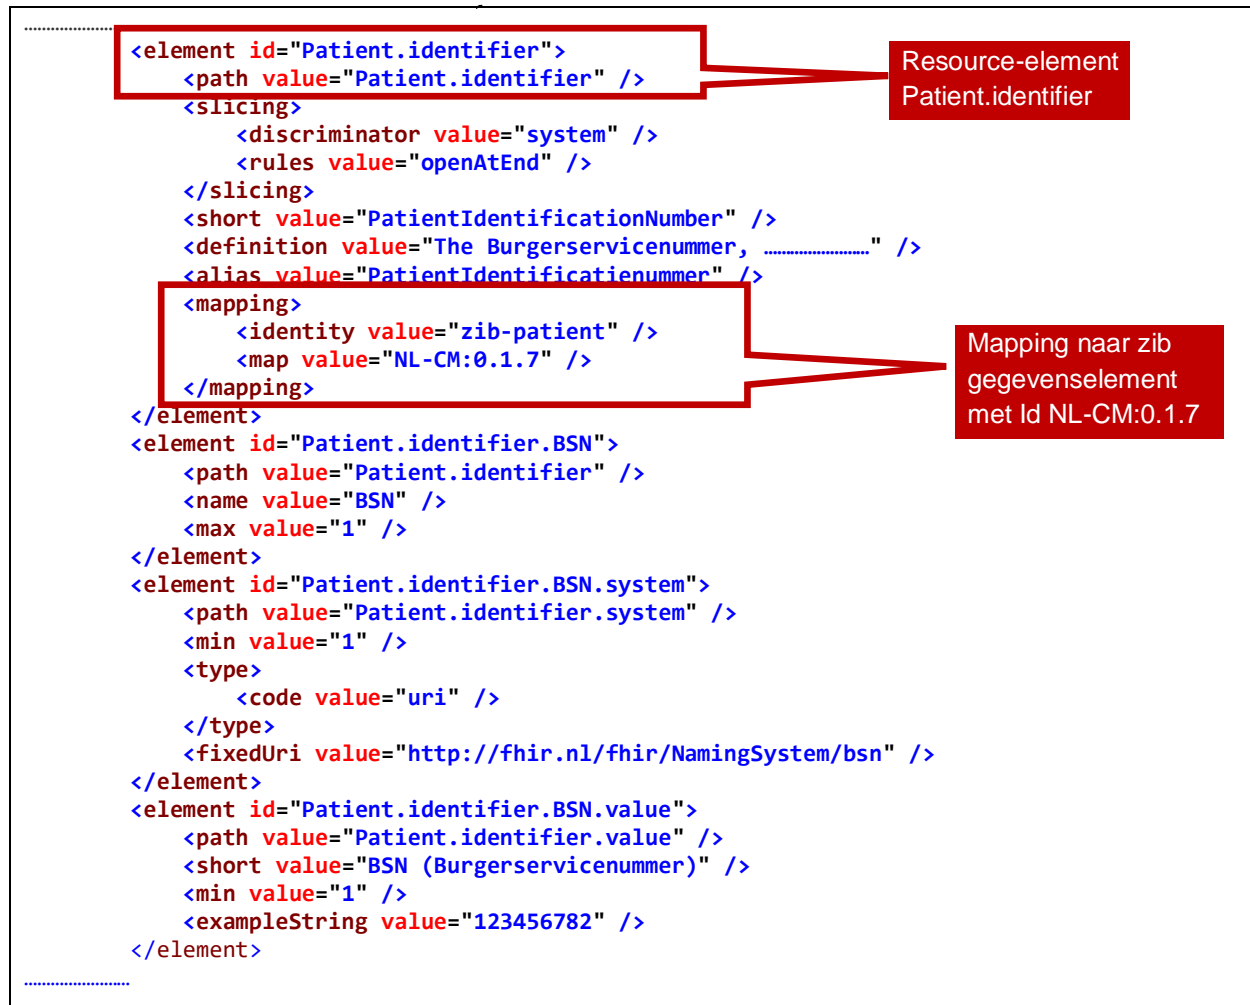 ........................
<element id="Patient.identifier">
<path value="Patient.identifier" />
<slicing>
<discriminator value="system" />
<rules value="openAtEnd" />
</slicing>
<short value="PatientIdentificationNumber" />
<definition value="The Burgerservicenummer, ........................" />
<alias value="PatientIdentificatienummer" />
<mapping>
<identity value="zib-patient" />
<map value="NL-CM:0.1.7" />
</mapping>
</element>
<element id="Patient.identifier.BSN">
<path value="Patient.identifier" />
<name value="BSN" />
<max value="1" />
</element>
<element id="Patient.identifier.BSN.system">
<path value="Patient.identifier.system" />
<min value="1" />
<type>
<code value="uri" />
</type>
<fixedUri value="http://fhir.nl/fhir/NamingSystem/bsn" />
</element>
<element id="Patient.identifier.BSN.value">
<path value="Patient.identifier.value" />
<short value="BSN (Burgerservicenummer)" />
<min value="1" />
<exampleString value="123456782" />
</element>
........................
Resource-element
Patient.identifier
Mapping naar zib
gegevenselement
met Id NL-CM:0.1.7